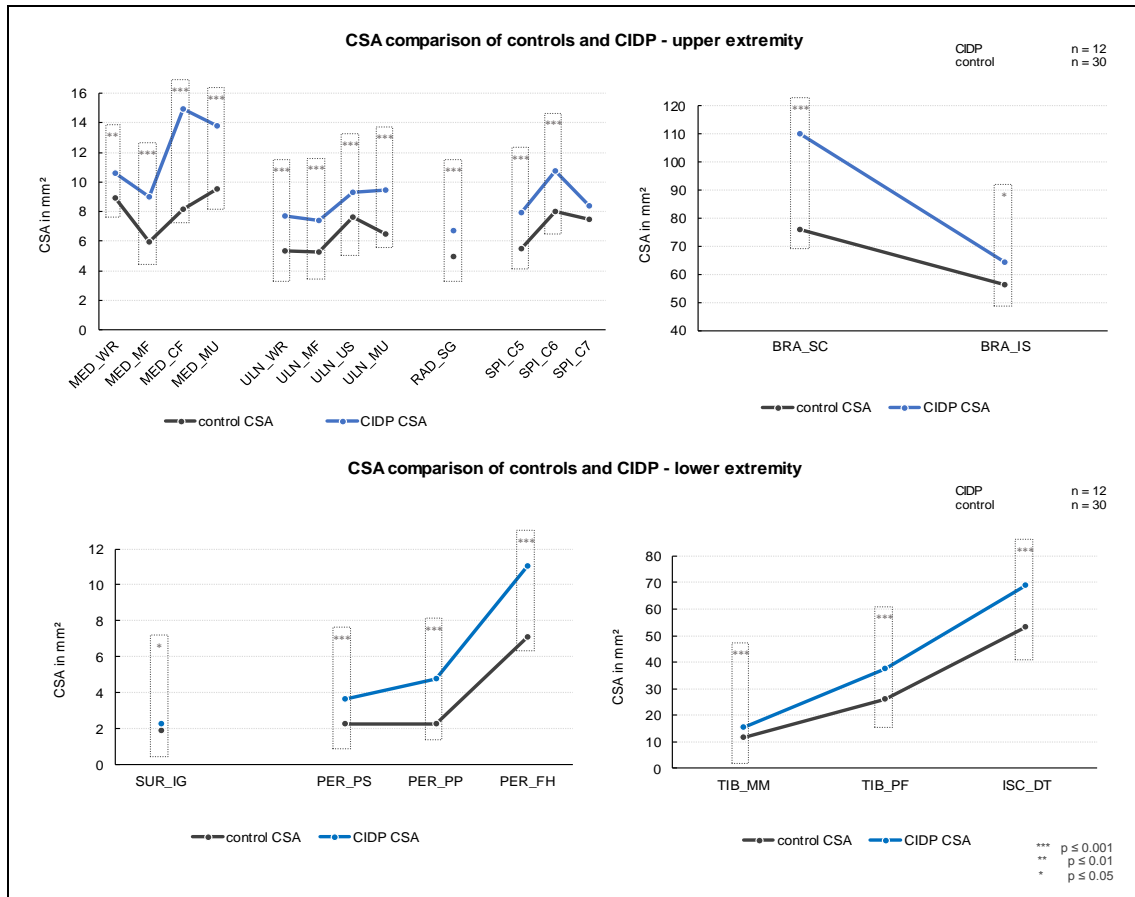 CSA comparison of controls and CIDP - upper extremity
CIDP n = 12
control n = 30
CSA in mm²
16
14
12
10
8
6
4
2
0
** *** *** ***
*** *** *** ***
***
*** ***
MED_WR MED_MF MED_CF MED_MU ULN_WR ULN_MF ULN_US ULN_MU RAD_SG SPI_C5 SPI_C6 SPI_C7
control CSA CIDP CSA
CSA in mm²
120
110
100
90
80
70
60
50
40
*** *
BRA_SC BRA_IS
control CSA CIDP CSA
CSA comparison of controls and CIDP - lower extremity
CIDP n = 12
control n = 30
CSA in mm²
12
10
8
6
4
2
0
* *** *** ***
SUR_IG PER_PS PER_PP PER_FH
control CSA CIDP CSA
CSA in mm²
80
70
60
50
40
30
20
10
0
*** *** ***
TIB_MM TIB_PF ISC_DT
control CSA CIDP CSA
*** p ≤ 0.001
** p ≤ 0.01
* p ≤ 0.05